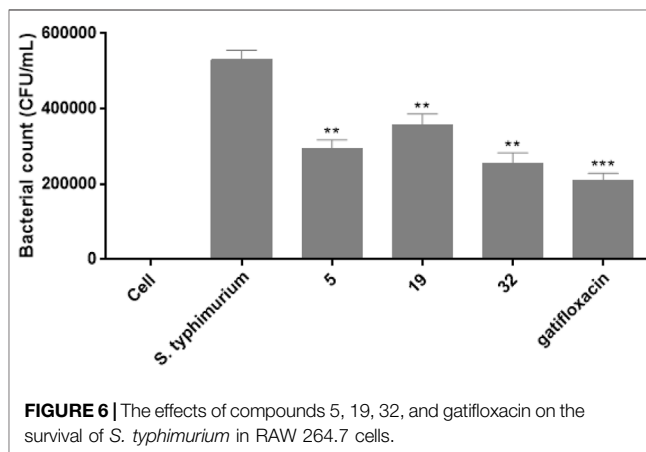 600000
400000
200000
0
Bacterial count (CFU/mL)
**
**
**
***
Cell
S. typhimurium
5
19
32
gatifloxacin
FIGURE 6 | The effects of compounds 5, 19, 32, and gatifloxacin on the
survival of S. typhimurium in RAW 264.7 cells.